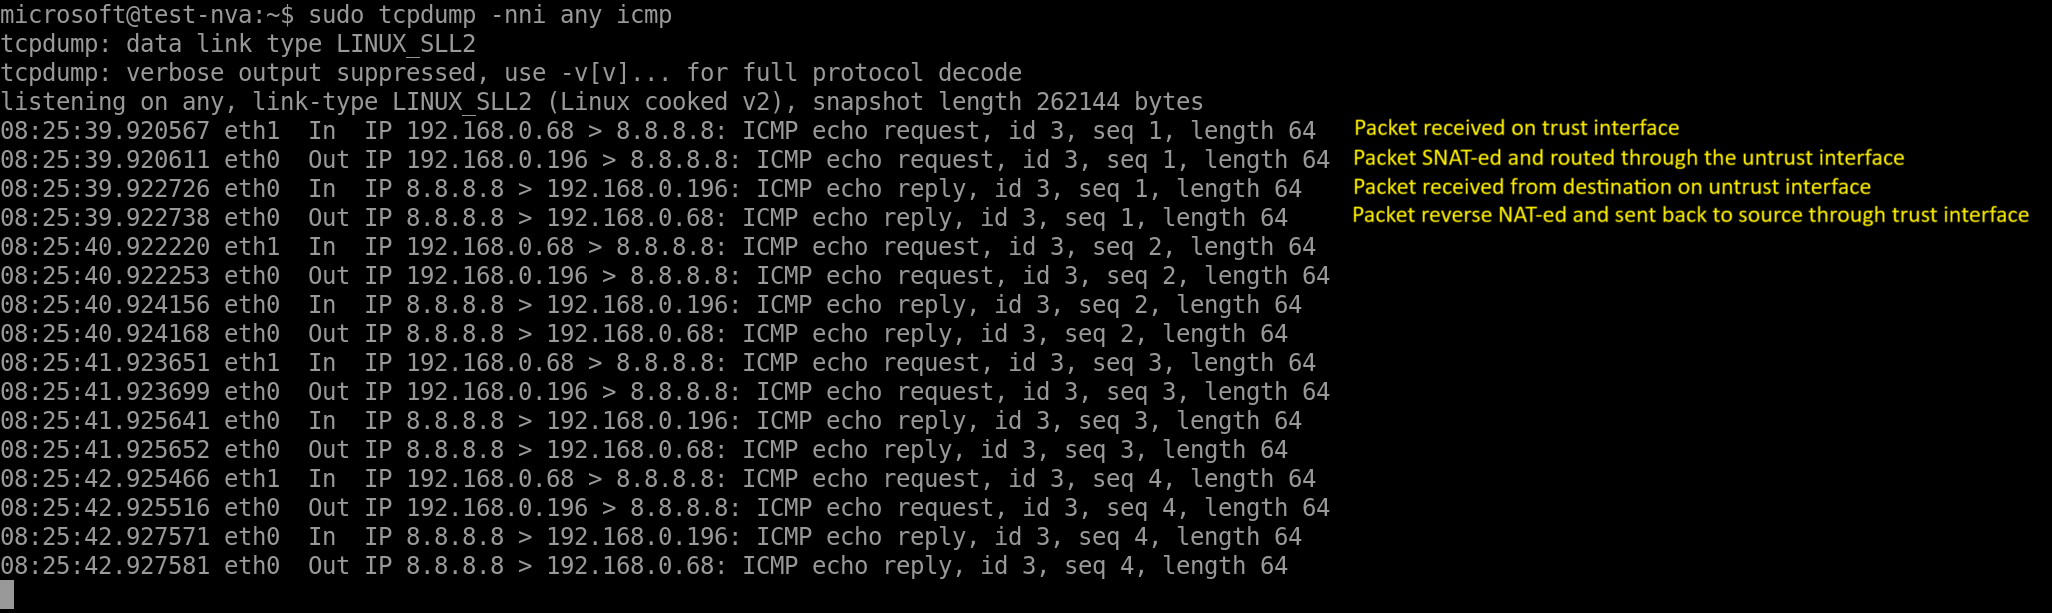 microsoft@test-nva:~$ sudo tcpdump -nni any icmp
tcpdump: data link type LINUX_SLL2
tcpdump: verbose output suppressed, use -v[v]... for full protocol decode
listening on any, link-type LINUX_SLL2 (Linux cooked v2), snapshot length 262144 bytes
08:25:39.920567 eth1  In  IP 192.168.0.68 > 8.8.8.8: ICMP echo request, id 3, seq 1, length 64 Packet received on trust interface
08:25:39.920611 eth0  Out IP 192.168.0.196 > 8.8.8.8: ICMP echo request, id 3, seq 1, length 64 Packet SNAT-ed and routed through the untrust interface
08:25:39.922726 eth0  In  IP 8.8.8.8 > 192.168.0.196: ICMP echo reply, id 3, seq 1, length 64 Packet received from destination on untrust interface
08:25:39.922738 eth0  Out IP 8.8.8.8 > 192.168.0.68: ICMP echo reply, id 3, seq 1, length 64 Packet reverse NAT-ed and sent back to source through trust interface
08:25:40.922220 eth1  In  IP 192.168.0.68 > 8.8.8.8: ICMP echo request, id 3, seq 2, length 64
08:25:40.922253 eth0  Out IP 192.168.0.196 > 8.8.8.8: ICMP echo request, id 3, seq 2, length 64
08:25:40.924156 eth0  In  IP 8.8.8.8 > 192.168.0.196: ICMP echo reply, id 3, seq 2, length 64
08:25:40.924168 eth0  Out IP 8.8.8.8 > 192.168.0.68: ICMP echo reply, id 3, seq 2, length 64
08:25:41.923651 eth1  In  IP 192.168.0.68 > 8.8.8.8: ICMP echo request, id 3, seq 3, length 64
08:25:41.923699 eth0  Out IP 192.168.0.196 > 8.8.8.8: ICMP echo request, id 3, seq 3, length 64
08:25:41.925641 eth0  In  IP 8.8.8.8 > 192.168.0.196: ICMP echo reply, id 3, seq 3, length 64
08:25:41.925652 eth0  Out IP 8.8.8.8 > 192.168.0.68: ICMP echo reply, id 3, seq 3, length 64
08:25:42.925466 eth1  In  IP 192.168.0.68 > 8.8.8.8: ICMP echo request, id 3, seq 4, length 64
08:25:42.925516 eth0  Out IP 192.168.0.196 > 8.8.8.8: ICMP echo request, id 3, seq 4, length 64
08:25:42.927571 eth0  In  IP 8.8.8.8 > 192.168.0.196: ICMP echo reply, id 3, seq 4, length 64
08:25:42.927581 eth0  Out IP 8.8.8.8 > 192.168.0.68: ICMP echo reply, id 3, seq 4, length 64